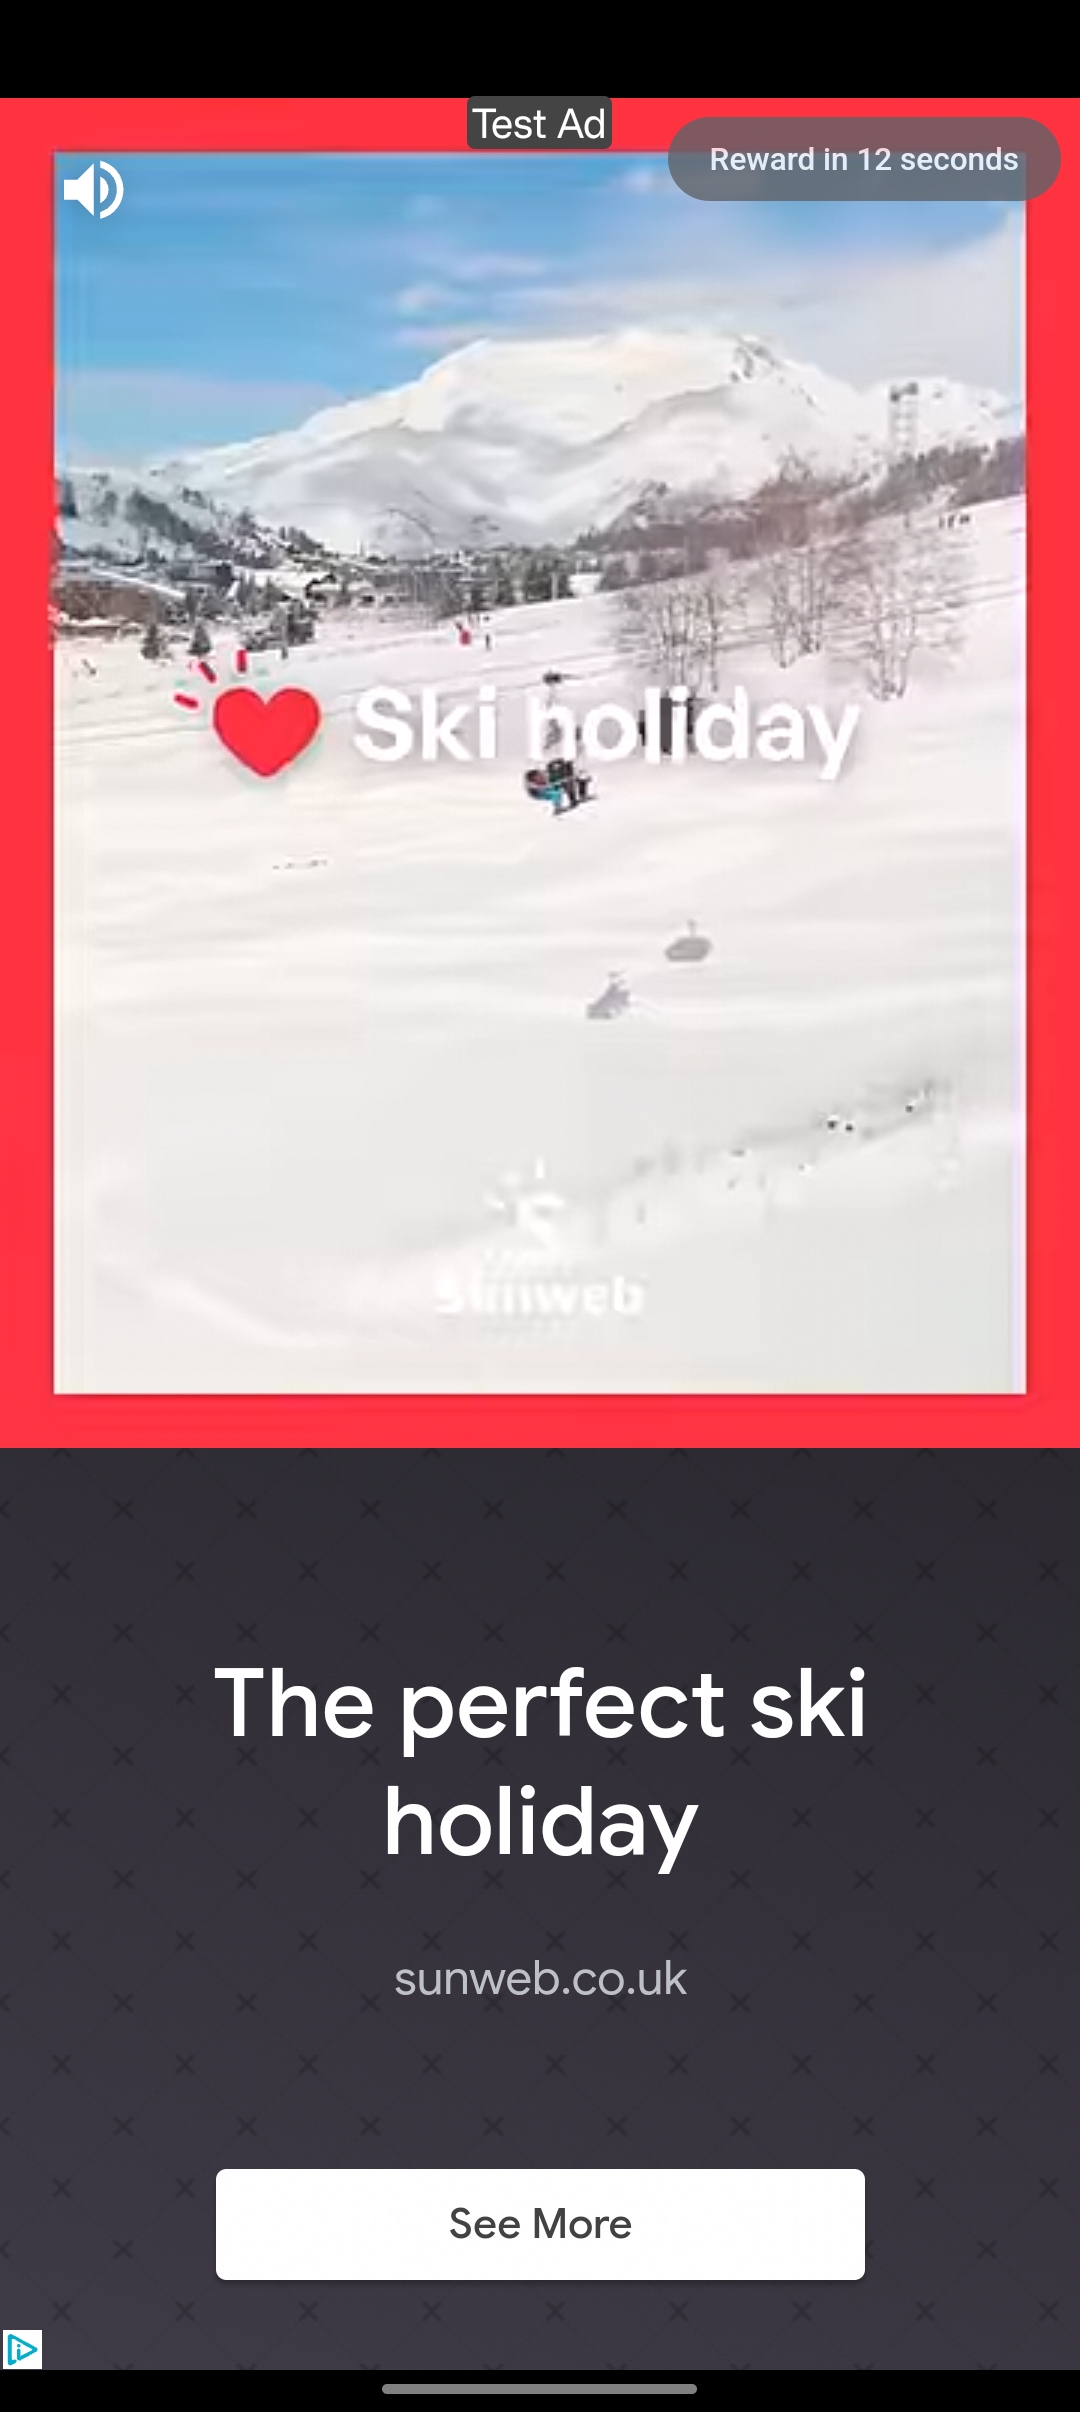 Test Ad
Reward in 12 seconds
Ski holiday
Sunweb
The perfect ski
holiday
sunweb.co.uk
See More